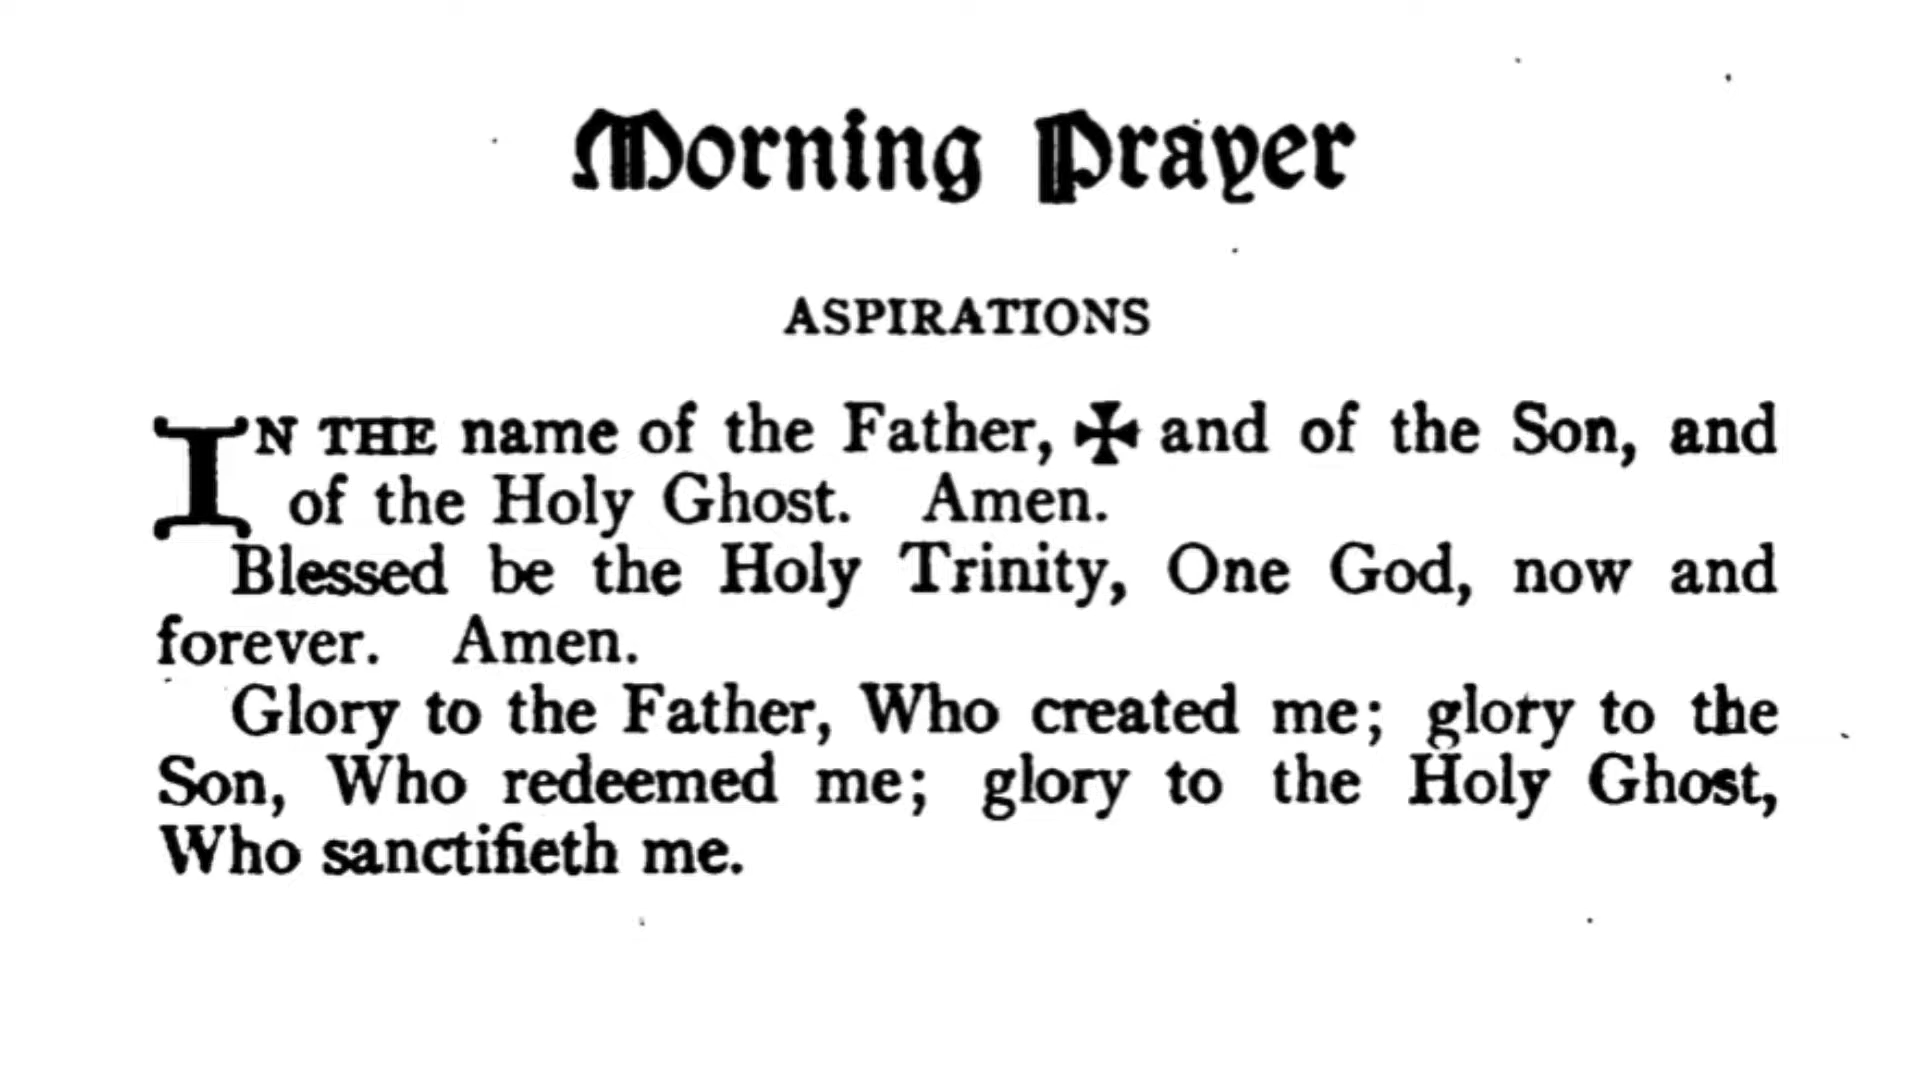 Morning Prayer
ASPIRATIONS
IN THE name of the Father, ✠ and of the Son, and
of the Holy Ghost. Amen.
Blessed be the Holy Trinity, One God, now and
forever. Amen.
Glory to the Father, Who created me; glory to the
Son, Who redeemed me; glory to the Holy Ghost,
Who sanctifieth me.